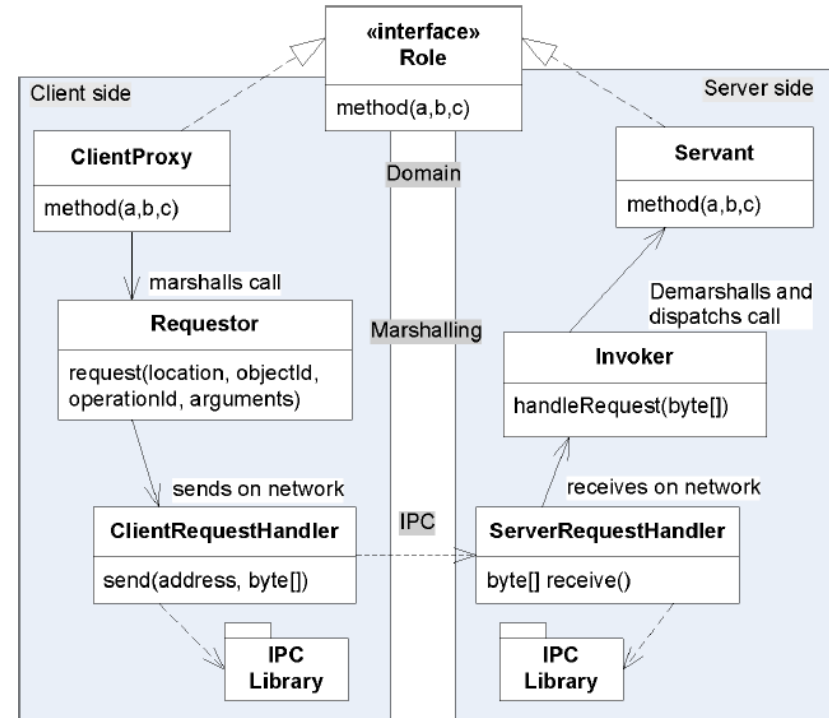 «interface»
Role
method(a,b,c)
Client side
Server side
ClientProxy
method(a,b,c)
Domain
Servant
method(a,b,c)
marshalls call
Demarshalls and
dispatchs call
Requestor
request(location, objectId,
operationId, arguments)
Marshalling
Invoker
handleRequest(byte[])
sends on network
receives on network
ClientRequestHandler
send(address, byte[])
IPC
ServerRequestHandler
byte[] receive()
IPC
Library
IPC
Library